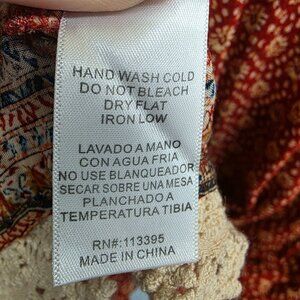 HAND WASH COLD
DO NOT BLEACH
DRY FLAT
IRON LOW
LAVADO A MANO
CON AGUA FRIA
NO USE BLANQUEADOR
SECAR SOBRE UNA MESA
PLANCHADO A
TEMPERATURA TIBIA
RN#:113395
MADE IN CHINA